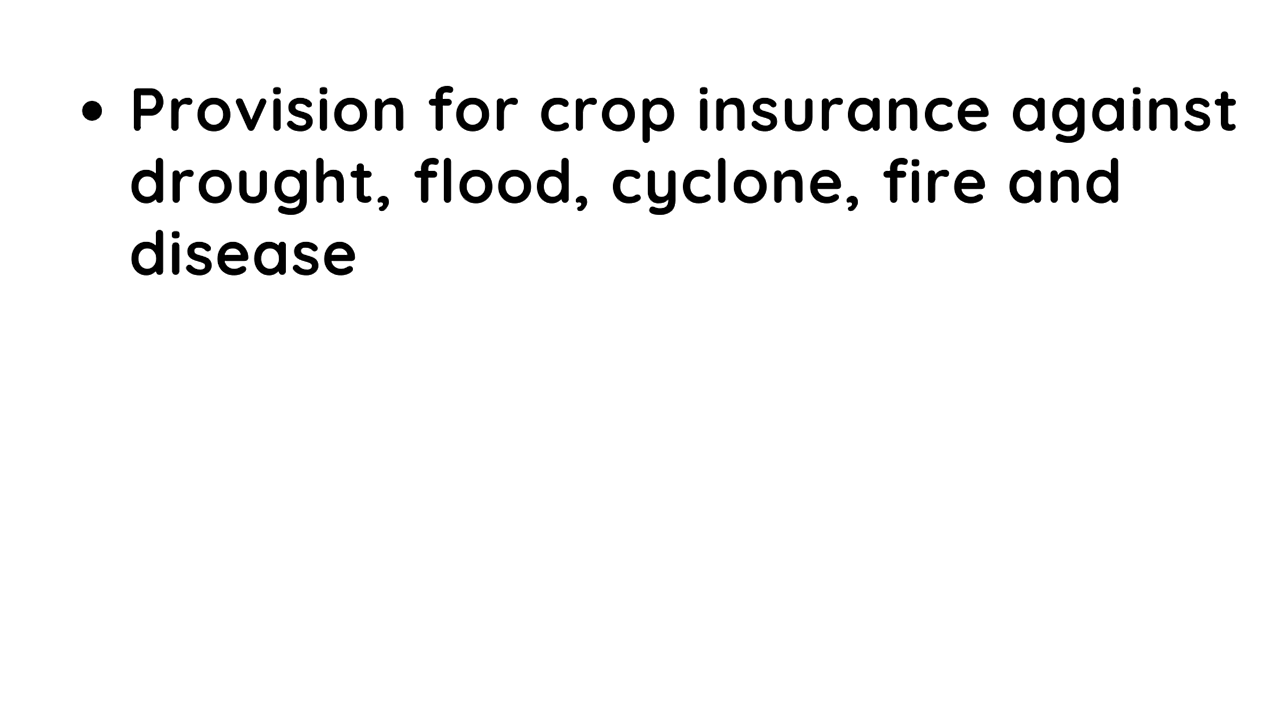 • Provision for crop insurance against
drought, flood, cyclone, fire and
disease